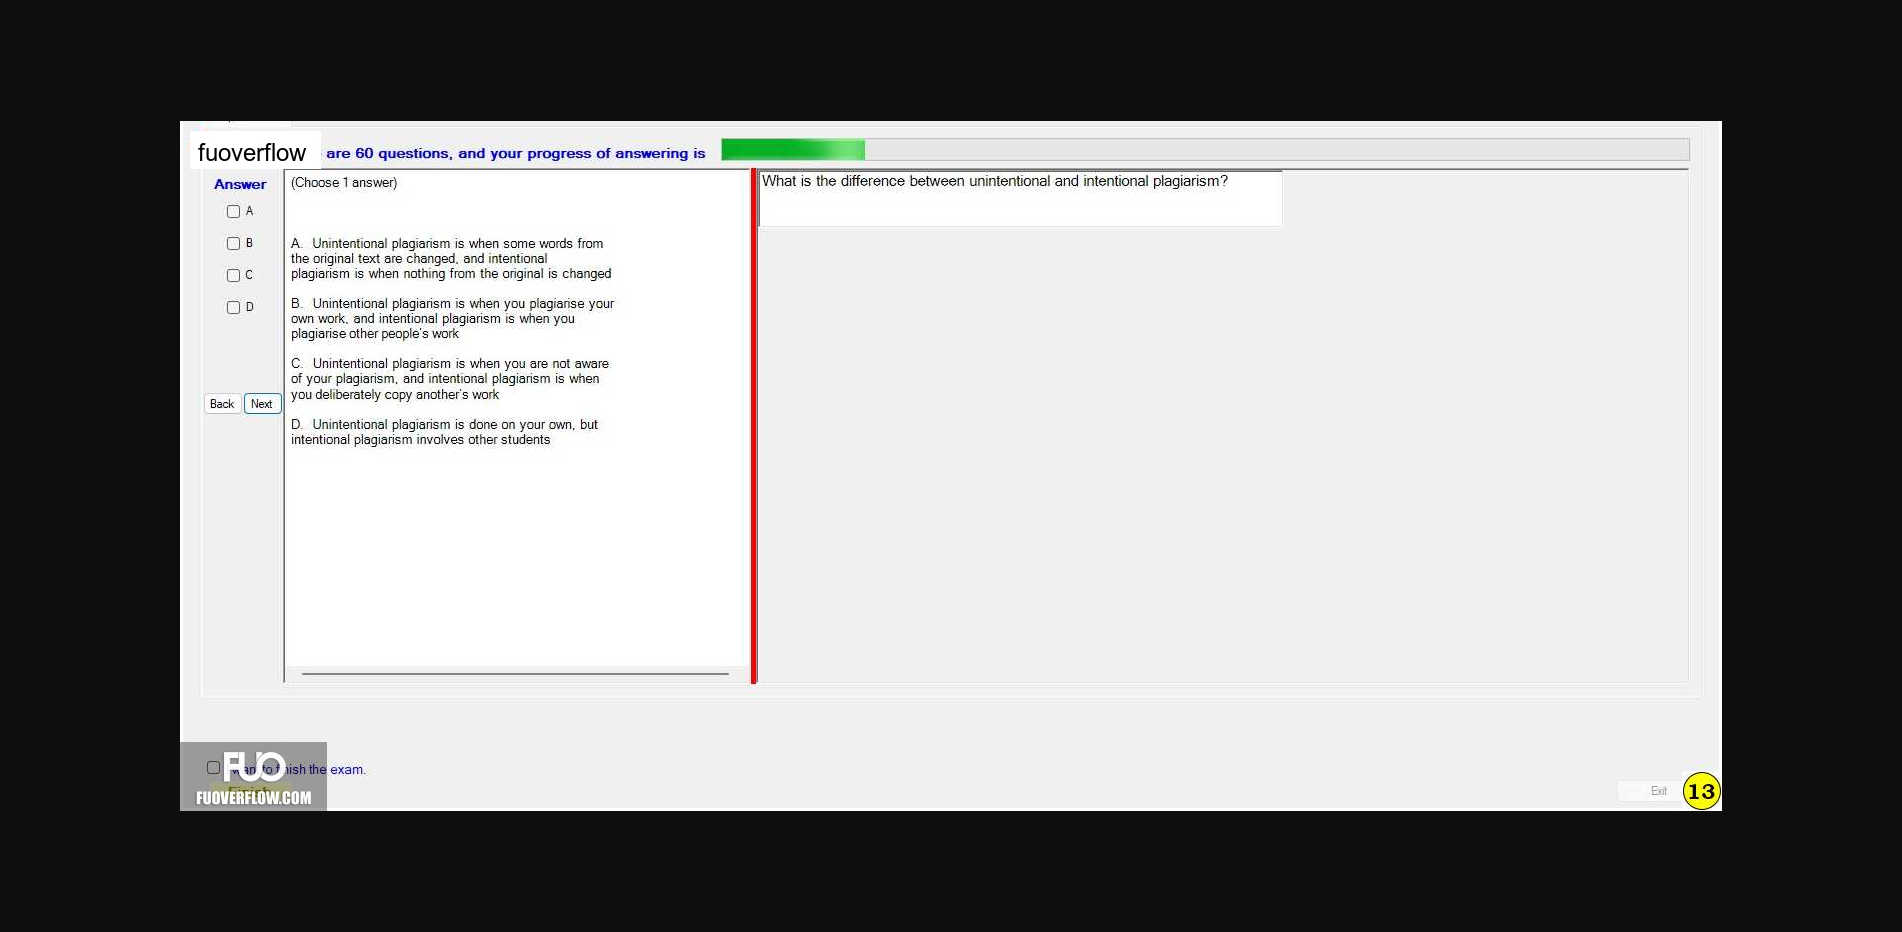 fuoverflow are 60 questions, and your progress of answering is
Answer
A
B
C
D
Back Next
(Choose 1 answer)
A. Unintentional plagiarism is when some words from
the original text are changed, and intentional
plagiarism is when nothing from the original is changed
B. Unintentional plagiarism is when you plagiarise your
own work, and intentional plagiarism is when you
plagiarise other people's work
C. Unintentional plagiarism is when you are not aware
of your plagiarism, and intentional plagiarism is when
you deliberately copy another's work
D. Unintentional plagiarism is done on your own, but
intentional plagiarism involves other students
What is the difference between unintentional and intentional plagiarism?
FUO
the exam.
FUOVERFLOW.COM
Exit
13